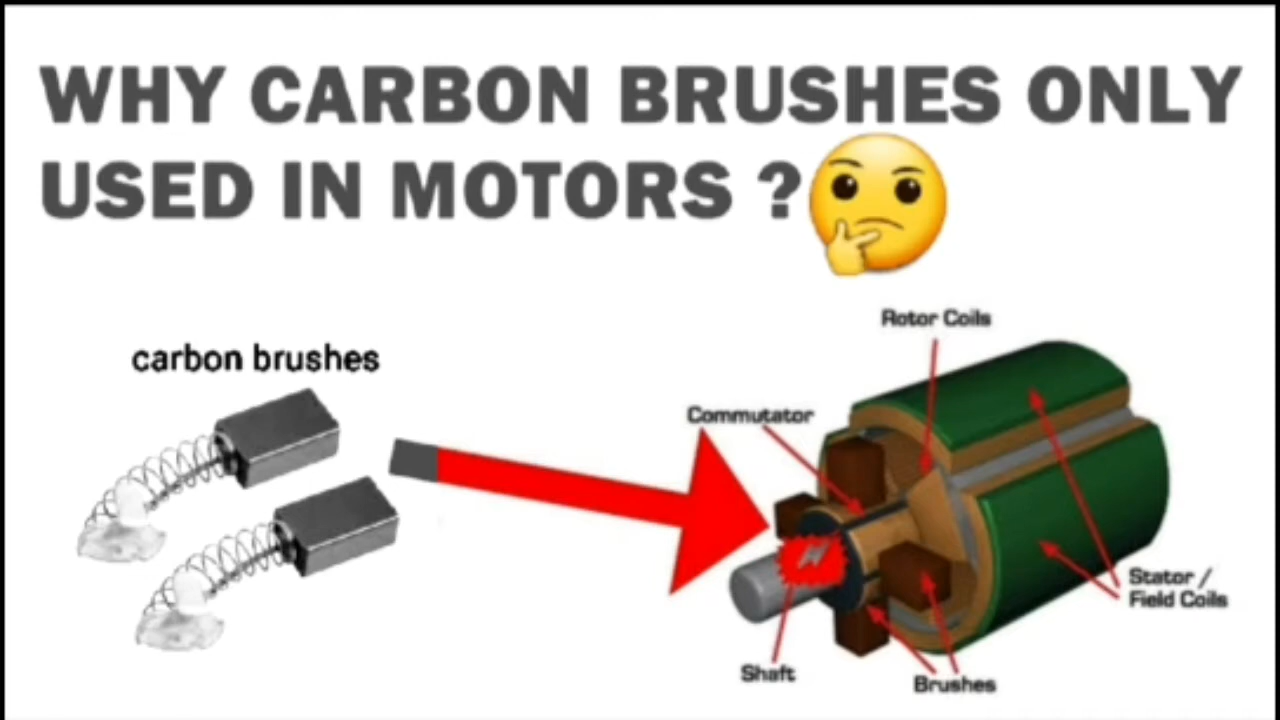 WHY CARBON BRUSHES ONLY
USED IN MOTORS ?
carbon brushes
Rotor Coils
Commutator
Stator /
Field Coils
Shaft
Brushes